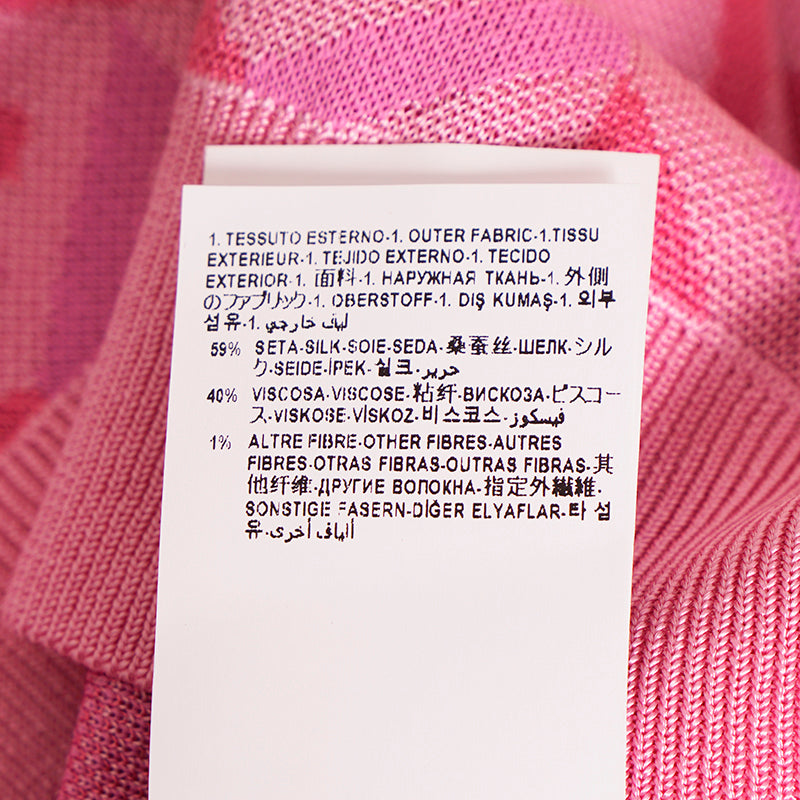 1. TESSUTO ESTERNO-1. OUTER FABRIC-1.TISSU
EXTERIEUR-1. TEJIDO EXTERNO-1. TECIDO
EXTERIOR-1. 面料-1. НАРУЖНАЯ ТКАНЬ-1. 外側
のファブリック-1. OBERSTOFF-1. DIŞ KUMAŞ-1. 외부
섬유-1. ليف خارجي
59% SETA-SILK-SOIE-SEDA-桑蚕丝-ШЕЛК-シル
ク-SEIDE-İPEK-실크-حرير
40% VISCOSA-VISCOSE-粘纤-ВИСКОЗА-ビスコー
ス-VISKOSE-VİSKOZ-비스코스-فيسكوز
1% ALTRE FIBRE-OTHER FIBRES-AUTRES
FIBRES-OTRAS FIBRAS-OUTRAS FIBRAS-其
他纤维-ДРУГИЕ ВОЛОКНА-指定外繊維-
SONSTIGE FASERN-DİĞER ELYAFLAR-타 섬
유-ألياف أخرى